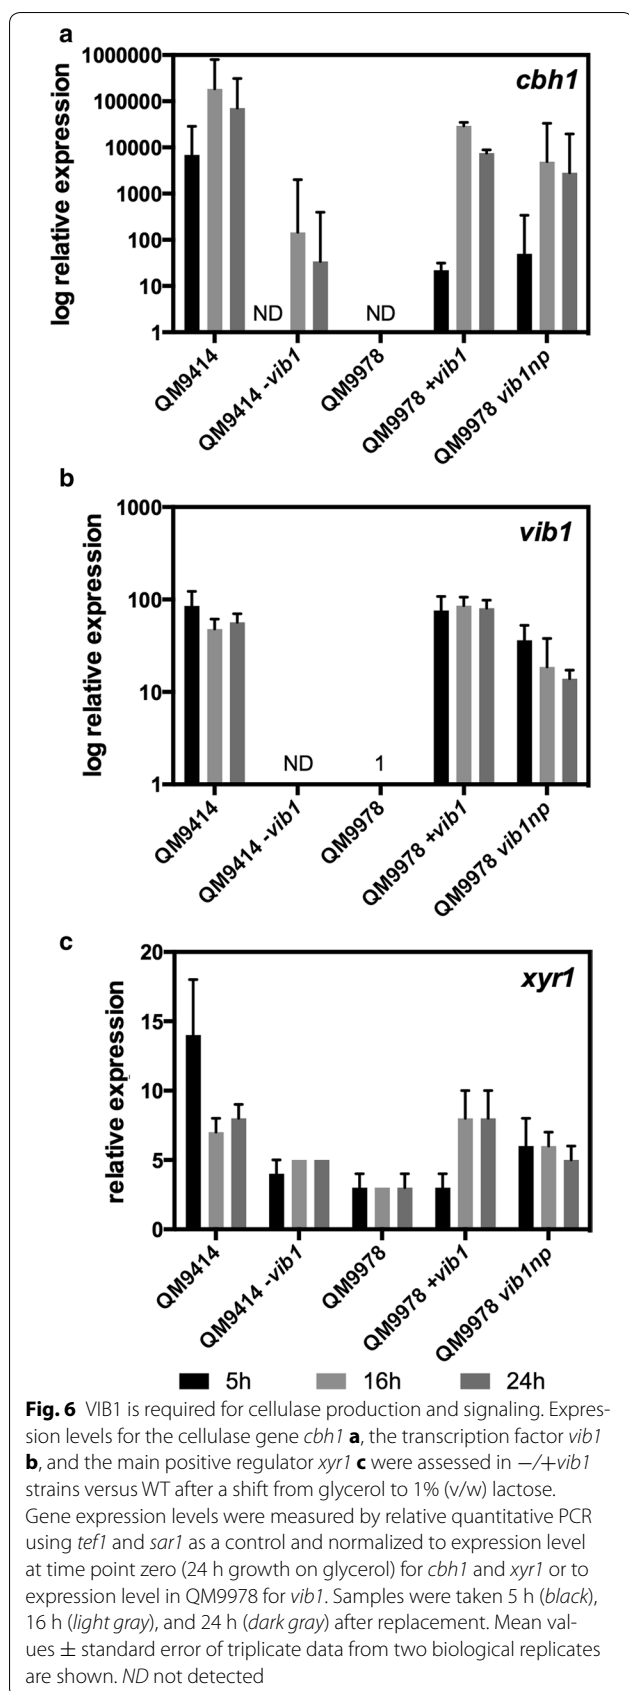 a
1000000
100000
10000
1000
100
10
1
log relative expression
cbh1
ND
ND
QM9414
QM9414 -vib1
QM9978
QM9978 +vib1
QM9978 vib1np
b
1000
100
10
1
log relative expression
vib1
ND
1
QM9414
QM9414 -vib1
QM9978
QM9978 +vib1
QM9978 vib1np
c
20
15
10
5
0
relative expression
xyr1
QM9414
QM9414 -vib1
QM9978
QM9978 +vib1
QM9978 vib1np
5h 16h 24h
Fig. 6 VIB1 is required for cellulase production and signaling. Expres-
sion levels for the cellulase gene cbh1 a, the transcription factor vib1
b, and the main positive regulator xyr1 c were assessed in −/+vib1
strains versus WT after a shift from glycerol to 1% (v/w) lactose.
Gene expression levels were measured by relative quantitative PCR
using tef1 and sar1 as a control and normalized to expression level
at time point zero (24 h growth on glycerol) for cbh1 and xyr1 or to
expression level in QM9978 for vib1. Samples were taken 5 h (black),
16 h (light gray), and 24 h (dark gray) after replacement. Mean val-
ues ± standard error of triplicate data from two biological replicates
are shown. ND not detected